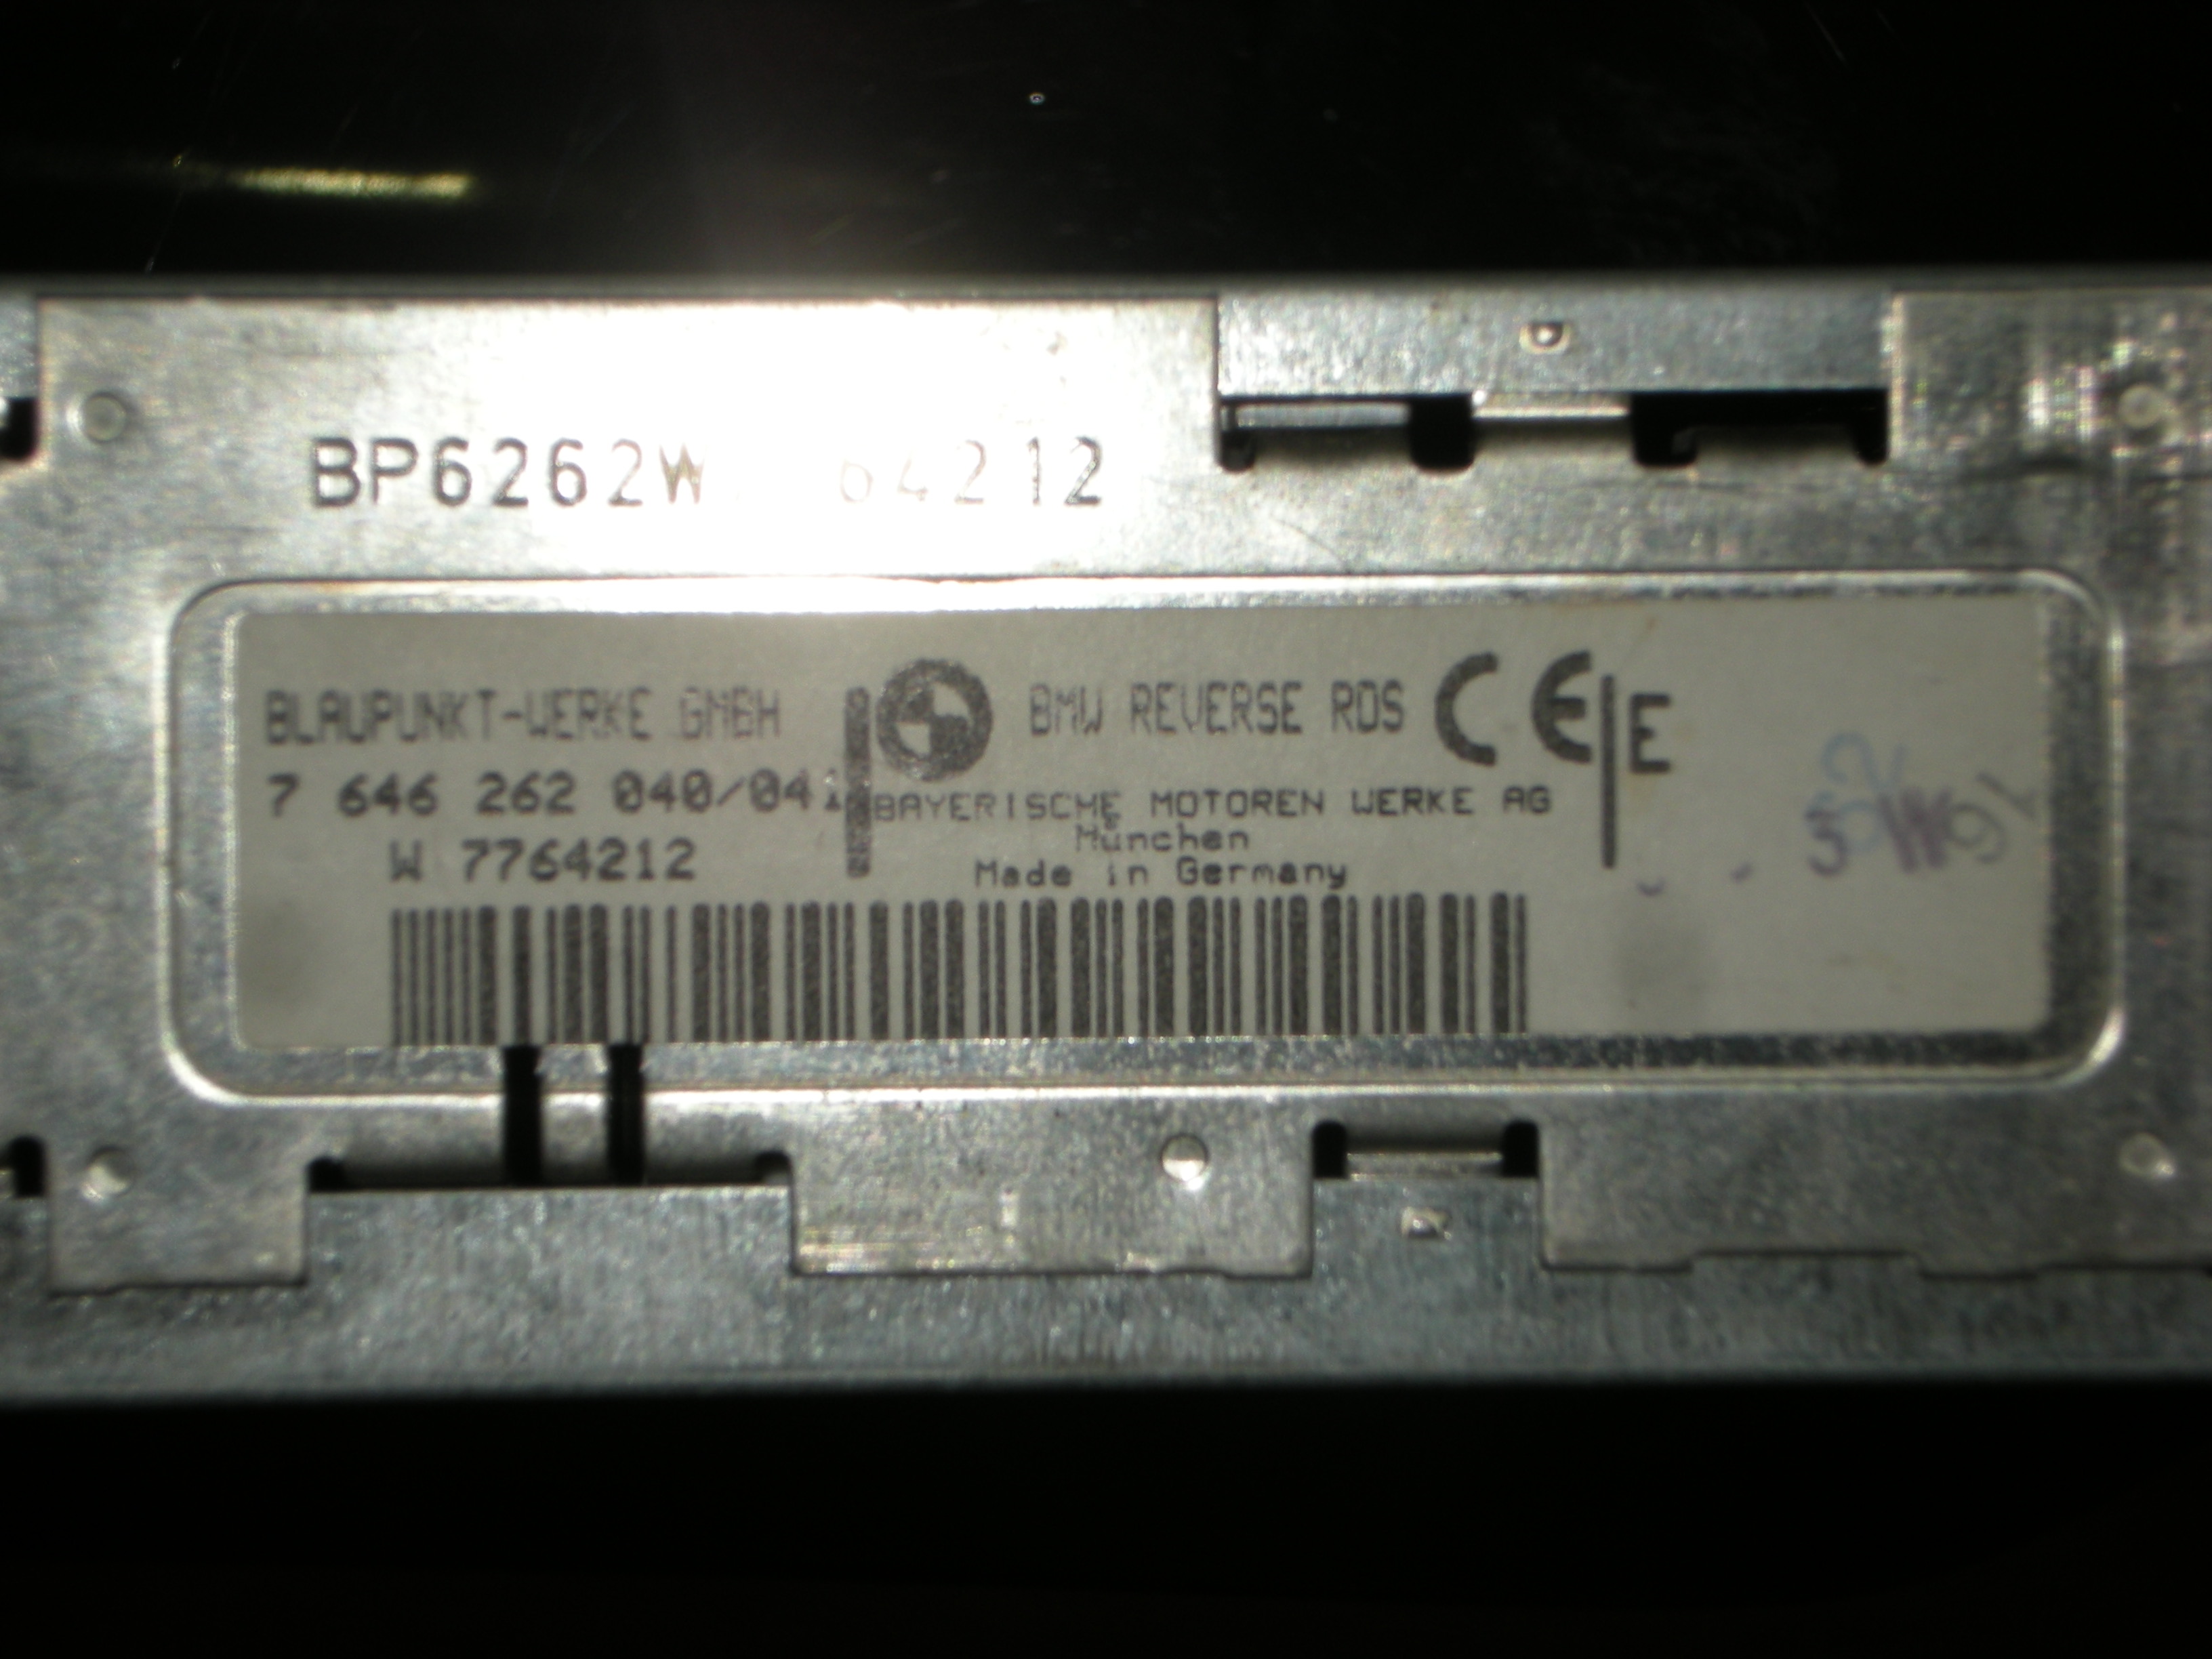 BP6262W 64212
BLAUPUNKT-WERKE GMBH
7 646 262 040/041
W 7764212
BMW REVERSE RDS CE E
BAYERISCHE MOTOREN WERKE AG
München
Made in Germany